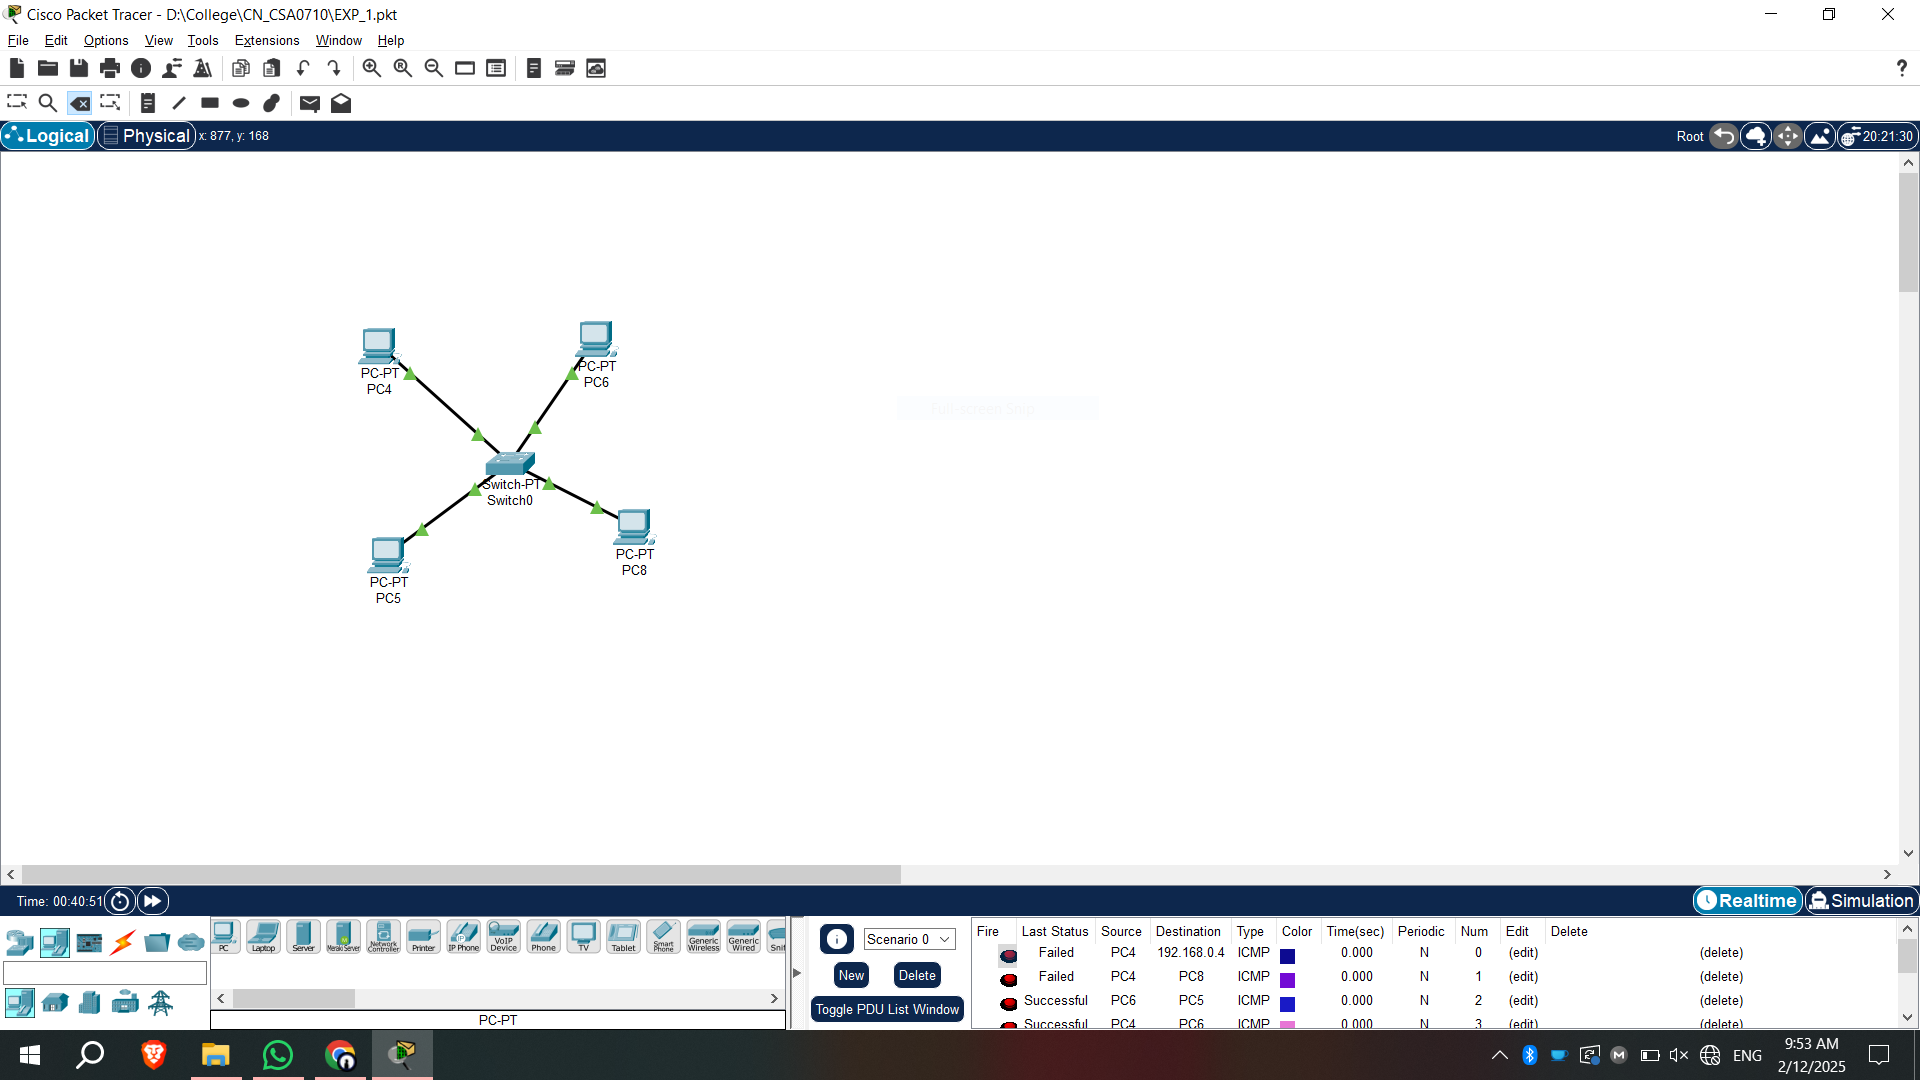 Cisco Packet Tracer - D:\College\CN_CSA0710\EXP_1.pkt
File Edit Options View Tools Extensions Window Help
?
Logical Physical x: 877, y: 168 Root 20:21:30
PC-PT
PC4
PC-PT
PC6
Full-screen Snip
Switch-PT
Switch0
PC-PT
PC8
PC-PT
PC5
Time: 00:40:51 Realtime Simulation
PC Laptop Server Meraki Server Network Controller Printer IP Phone VoIP Device Phone TV Tablet Smart Phone Generic Wireless Generic Wired Snif
PC-PT
Scenario 0
New Delete
Toggle PDU List Window
Fire Last Status Source Destination Type Color Time(sec) Periodic Num Edit Delete
Failed PC4 192.168.0.4 ICMP 0.000 N 0 (edit) (delete)
Failed PC4 PC8 ICMP 0.000 N 1 (edit) (delete)
Successful PC6 PC5 ICMP 0.000 N 2 (edit) (delete)
Successful PC4 PC6 ICMP 0.000 N 3 (edit) (delete)
ENG
9:53 AM
2/12/2025